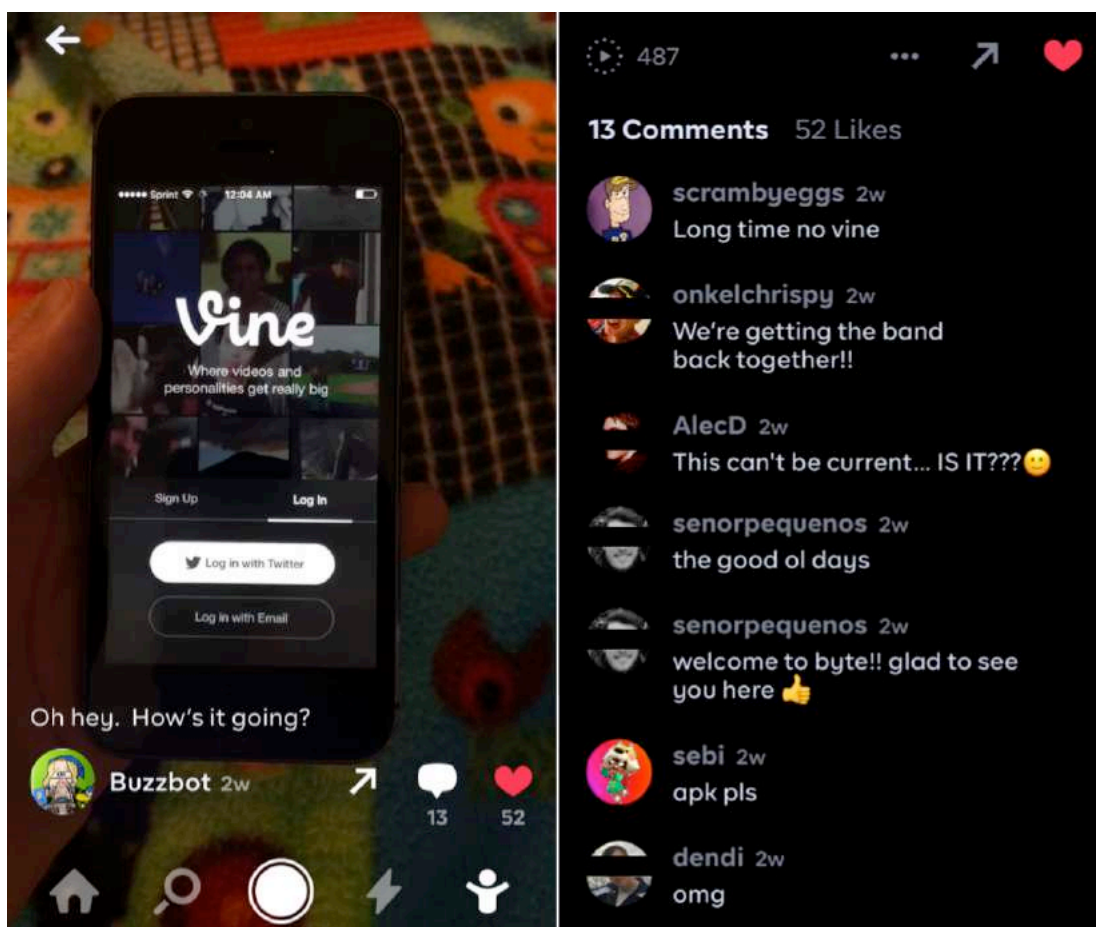 Sprint 12:04 AM
Vine
Where videos and
personalities get really big
Sign Up Log In
Log in with Twitter
Log in with Email
Oh hey. How's it going?
Buzzbot 2w
13 52
487
13 Comments 52 Likes
scrambyeggs 2w
Long time no vine
onkelchrispy 2w
We're getting the band
back together!!
AlecD 2w
This can't be current... IS IT???🙂
senorpequenos 2w
the good ol days
senorpequenos 2w
welcome to byte!! glad to see
you here 👍
sebi 2w
apk pls
dendi 2w
omg